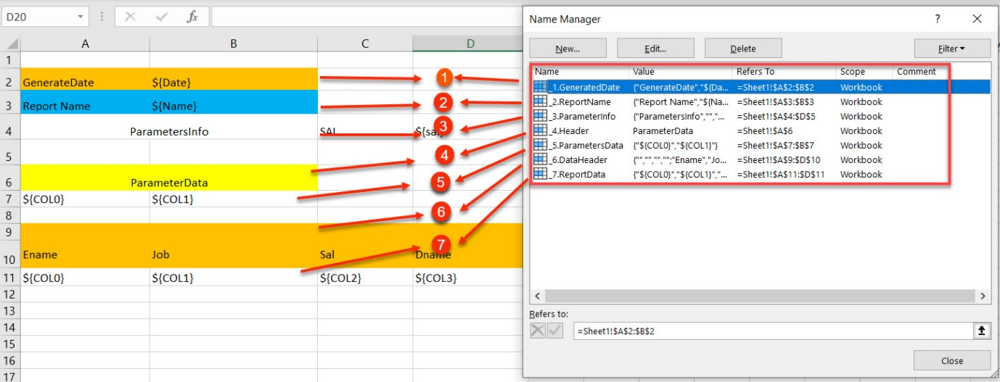 D20 fx
A B C D
1
2 GenerateDate ${Date} 1
3 Report Name ${Name} 2
4 ParametersInfo SAL ${sal} 3
5 4
6 ParameterData 5
7 ${COL0} ${COL1}
8 6
9
10 Ename Job Sal Dname 7
11 ${COL0} ${COL1} ${COL2} ${COL3}
12
13
14
15
16
17
Name Manager ? ×
New... Edit... Delete Filter
Name Value Refers To Scope Comment
_1.GeneratedDate {"GenerateDate","${Da... =Sheet1!$A$2:$B$2 Workbook
_2.ReportName {"Report Name","${Na... =Sheet1!$A$3:$B$3 Workbook
_3.ParameterInfo {"ParametersInfo","","... =Sheet1!$A$4:$D$5 Workbook
_4.Header ParameterData =Sheet1!$A$6 Workbook
_5.ParametersData {"${COL0}","${COL1}"} =Sheet1!$A$7:$B$7 Workbook
_6.DataHeader {"","","","";"Ename","Jo... =Sheet1!$A$9:$D$10 Workbook
_7.ReportData {"${COL0}","${COL1}","... =Sheet1!$A$11:$D$11 Workbook
Refers to:
=Sheet1!$A$2:$B$2
Close